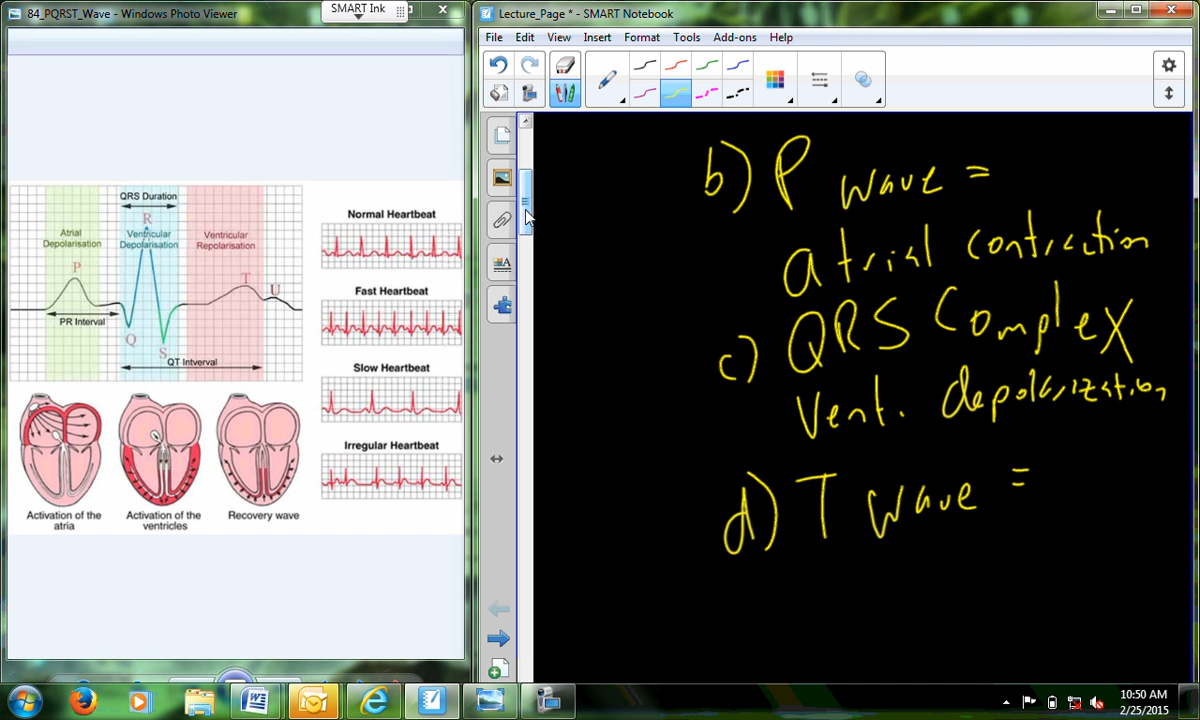 84_PQRST_Wave - Windows Photo Viewer
SMART Ink
Lecture_Page * - SMART Notebook
File Edit View Insert Format Tools Add-ons Help
QRS Duration
R
Atrial
Depolarisation
Ventricular
Depolarisation
Ventricular
Repolarisation
P
T
U
PR Interval
Q
S
QT Interval
Activation of the
atria
Activation of the
ventricles
Recovery wave
Normal Heartbeat
Fast Heartbeat
Slow Heartbeat
Irregular Heartbeat
b) P wave =
atrial contraction
c) QRS Complex
Vent. depolarization
d) T wave =
10:50 AM
2/25/2015